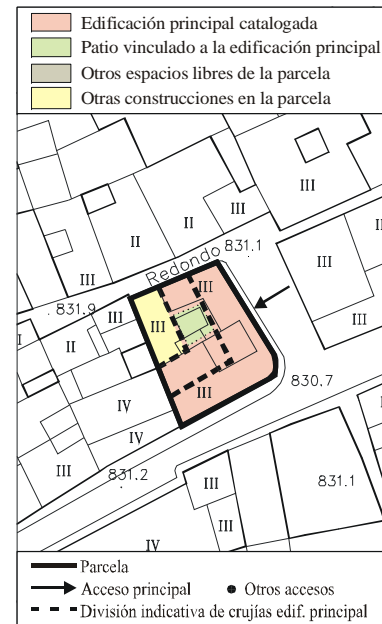 Edificación principal catalogada
Patio vinculado a la edificación principal
Otros espacios libres de la parcela
Otras construcciones en la parcela
III
II
II
III
III
III
Redondo
831.1
III
831.9
III
III
III
II
III
830.7
IV
III
III
IV
831.2
III
831.1
III
IV
Parcela
Acceso principal
Otros accesos
División indicativa de crujías edif. principal